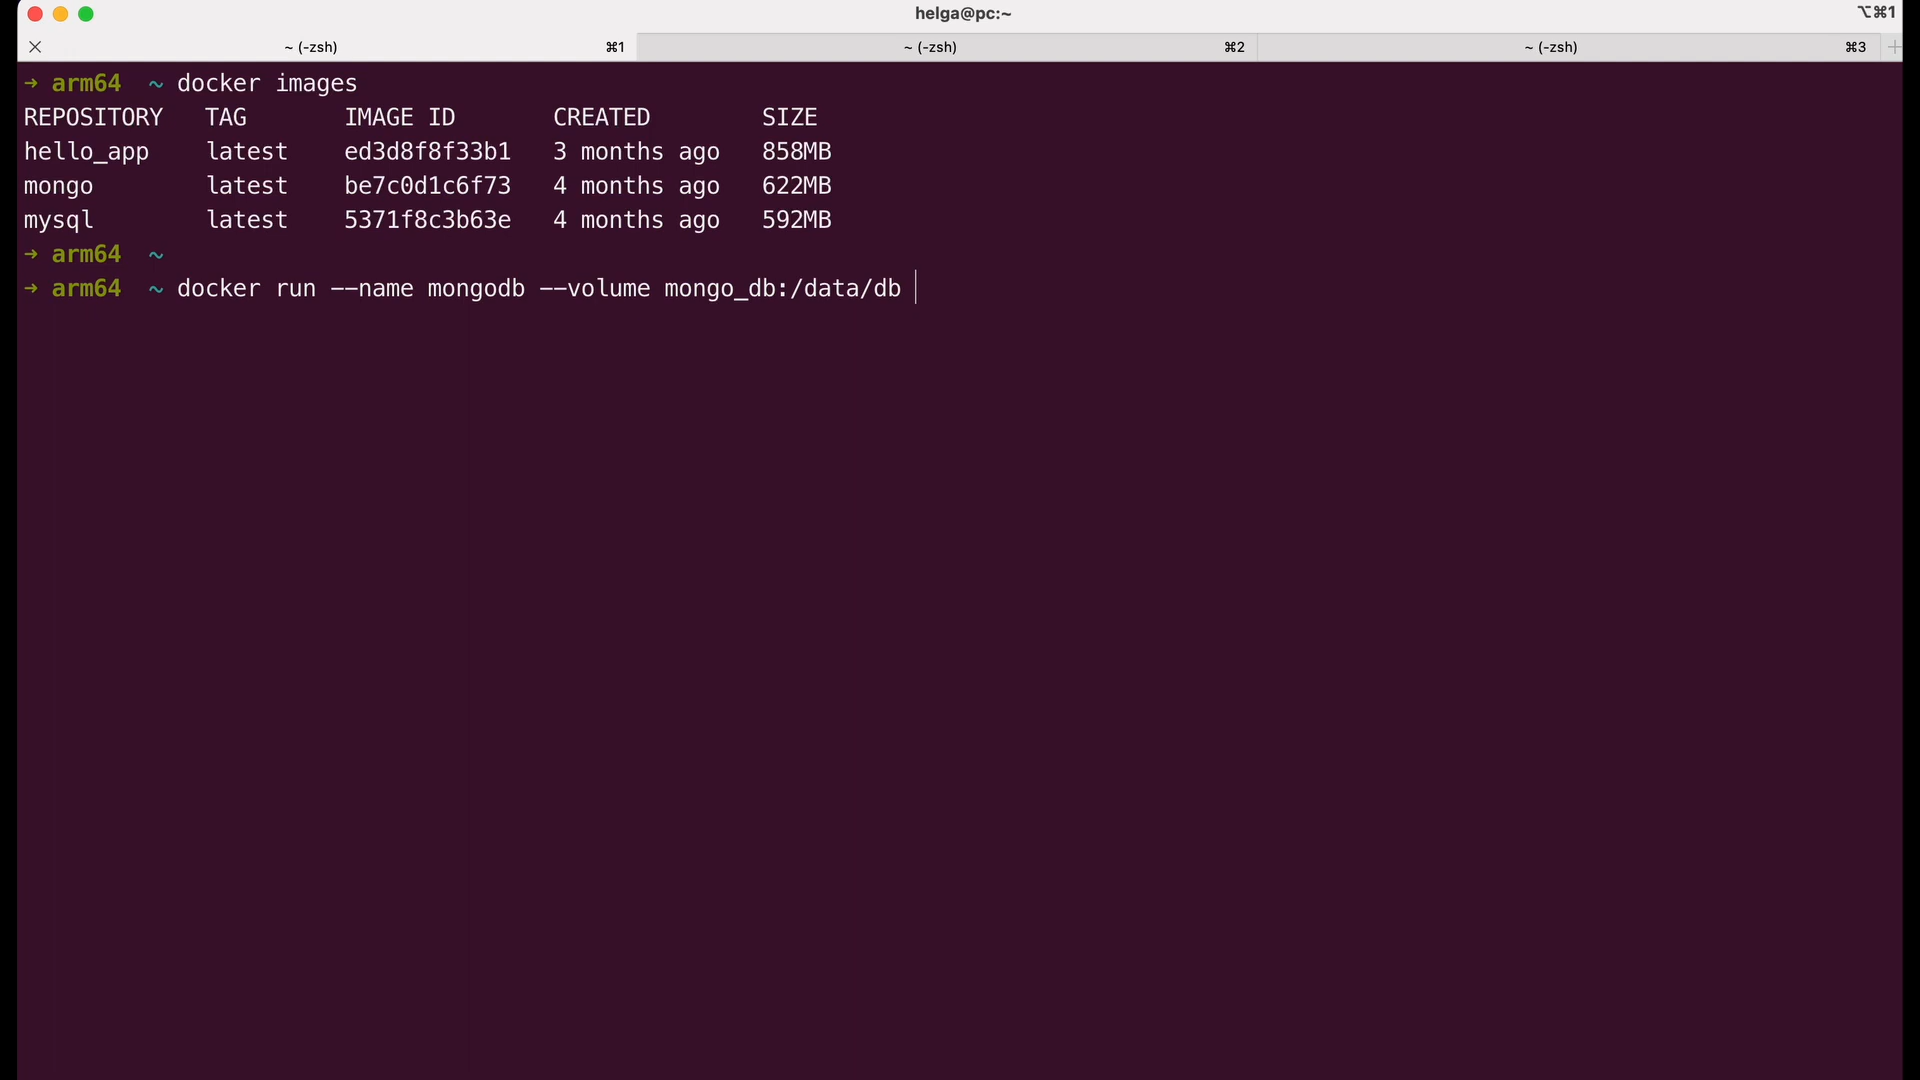 helga@pc:~
⌥⌘1
~ (-zsh) ⌘1 ~ (-zsh) ⌘2 ~ (-zsh) ⌘3
→ arm64 ~ docker images
REPOSITORY TAG IMAGE ID CREATED SIZE
hello_app latest ed3d8f8f33b1 3 months ago 858MB
mongo latest be7c0d1c6f73 4 months ago 622MB
mysql latest 5371f8c3b63e 4 months ago 592MB
→ arm64 ~
→ arm64 ~ docker run --name mongodb --volume mongo_db:/data/db